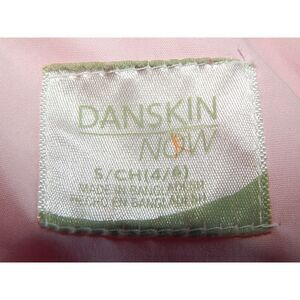 DANSKIN
NOW
S/CH(4/6)
MADE IN BANGLADESH
HECHO EN BANGLADESH